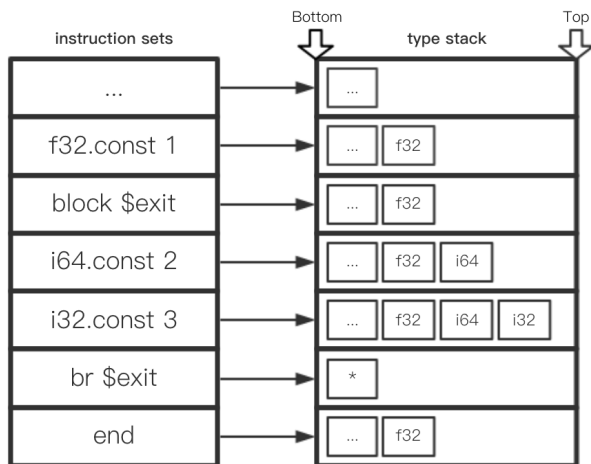 Bottom Top
instruction sets type stack
... ...
f32.const 1 ... f32
block $exit ... f32
i64.const 2 ... f32 i64
i32.const 3 ... f32 i64 i32
br $exit *
end ... f32